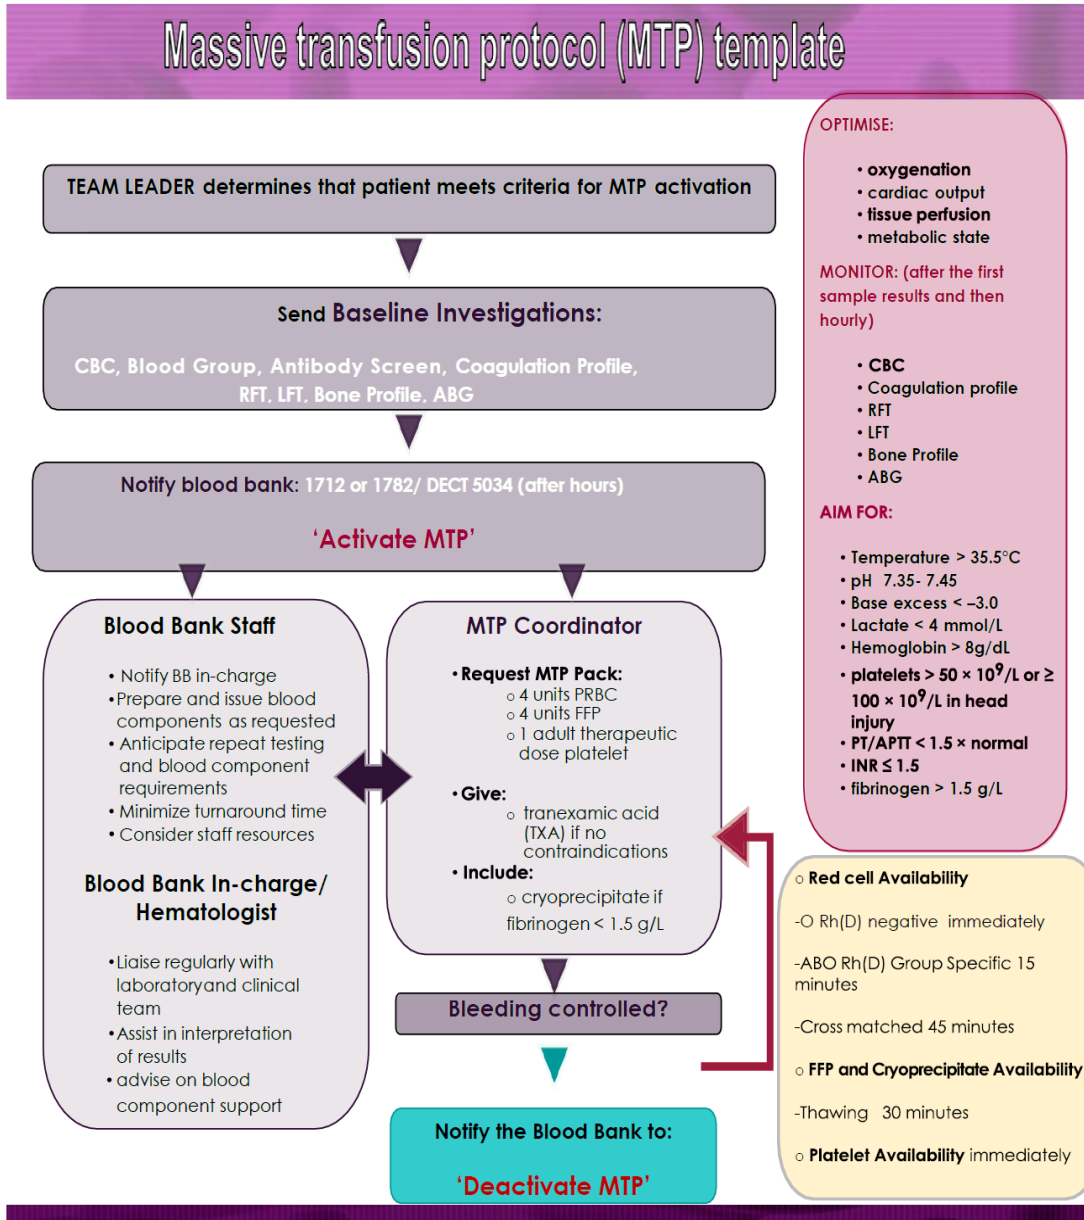 Massive transfusion protocol (MTP) template
TEAM LEADER determines that patient meets criteria for MTP activation
Send Baseline Investigations:
CBC, Blood Group, Antibody Screen, Coagulation Profile,
RFT, LFT, Bone Profile, ABG
Notify blood bank: 1712 or 1782/ DECT 5034 (after hours)
‘Activate MTP’
Blood Bank Staff
• Notify BB in-charge
• Prepare and issue blood
components as requested
• Anticipate repeat testing
and blood component
requirements
• Minimize turnaround time
• Consider staff resources
Blood Bank In-charge/
Hematologist
• Liaise regularly with
laboratoryand clinical
team
• Assist in interpretation
of results
• advise on blood
component support
MTP Coordinator
• Request MTP Pack:
o 4 units PRBC
o 4 units FFP
o 1 adult therapeutic
dose platelet
• Give:
o tranexamic acid
(TXA) if no
contraindications
• Include:
o cryoprecipitate if
fibrinogen < 1.5 g/L
Bleeding controlled?
Notify the Blood Bank to:
‘Deactivate MTP’
OPTIMISE:
• oxygenation
• cardiac output
• tissue perfusion
• metabolic state
MONITOR: (after the first
sample results and then
hourly)
• CBC
• Coagulation profile
• RFT
• LFT
• Bone Profile
• ABG
AIM FOR:
• Temperature > 35.5°C
• pH 7.35- 7.45
• Base excess < –3.0
• Lactate < 4 mmol/L
• Hemoglobin > 8g/dL
• platelets > 50 × 10⁹/L or ≥
100 × 10⁹/L in head
injury
• PT/APTT < 1.5 × normal
• INR ≤ 1.5
• fibrinogen > 1.5 g/L
o Red cell Availability
-O Rh(D) negative immediately
-ABO Rh(D) Group Specific 15
minutes
-Cross matched 45 minutes
o FFP and Cryoprecipitate Availability
-Thawing 30 minutes
o Platelet Availability immediately